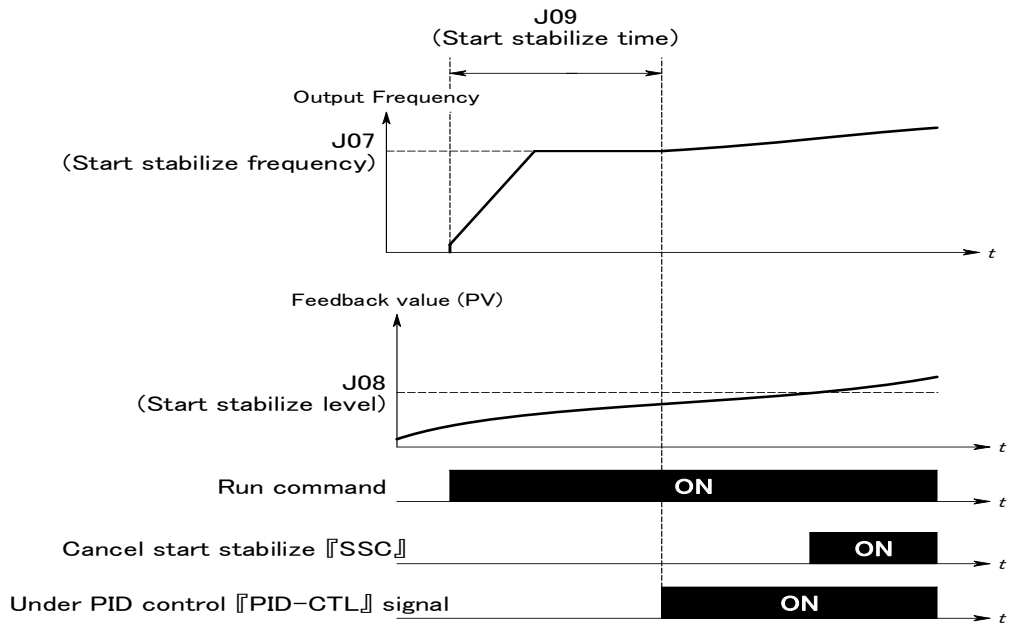 J09
(Start stabilize time)
Output Frequency
J07
(Start stabilize frequency)
t
Feedback value (PV)
J08
(Start stabilize level)
t
Run command
ON
t
Cancel start stabilize『SSC』
ON
t
Under PID control『PID-CTL』signal
ON
t